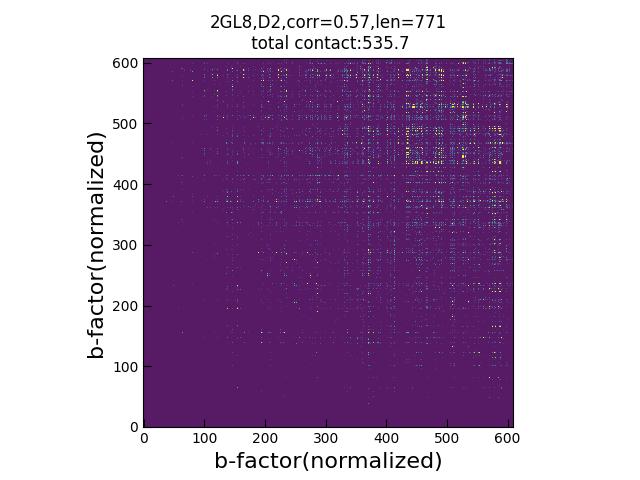 2GL8,D2,corr=0.57,len=771
total contact:535.7
600
500
400
300
200
100
0
b-factor(normalized)
0 100 200 300 400 500 600
b-factor(normalized)